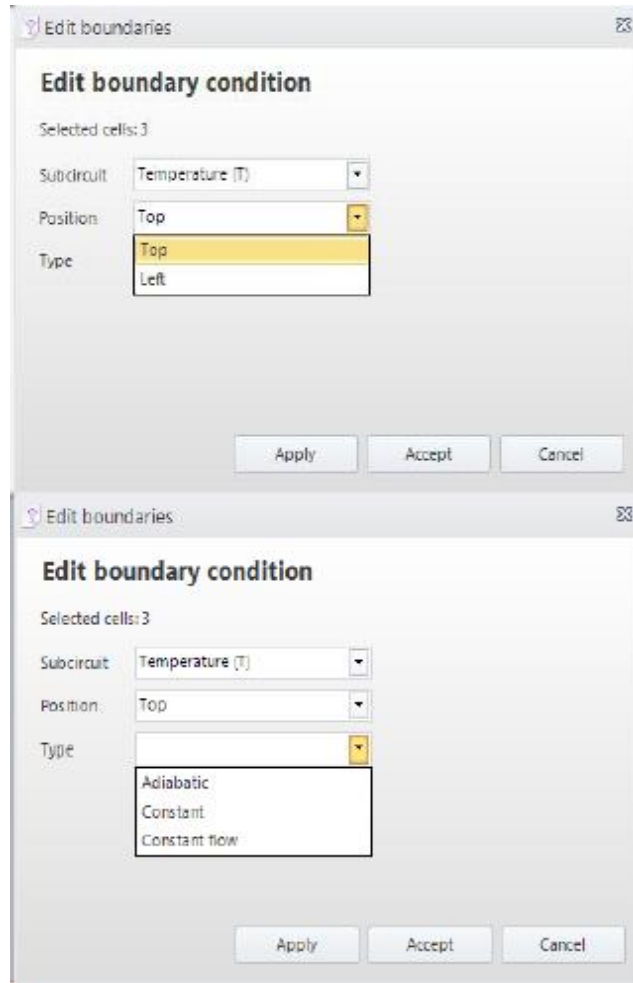 Edit boundaries
Edit boundary condition
Selected cells: 3
Subcircuit Temperature (T)
Position Top
Type Top
Left
Apply Accept Cancel
Edit boundaries
Edit boundary condition
Selected cells: 3
Subcircuit Temperature (T)
Position Top
Type
Adiabatic
Constant
Constant flow
Apply Accept Cancel